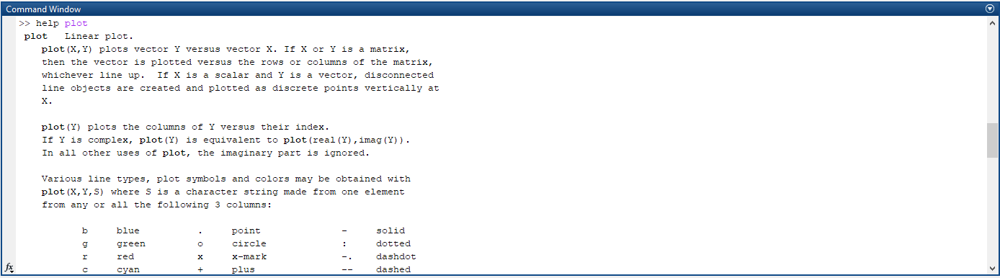 Command Window
>> help plot
plot   Linear plot.
plot(X,Y) plots vector Y versus vector X. If X or Y is a matrix,
then the vector is plotted versus the rows or columns of the matrix,
whichever line up.  If X is a scalar and Y is a vector, disconnected
line objects are created and plotted as discrete points vertically at
X.
plot(Y) plots the columns of Y versus their index.
If Y is complex, plot(Y) is equivalent to plot(real(Y),imag(Y)).
In all other uses of plot, the imaginary part is ignored.
Various line types, plot symbols and colors may be obtained with
plot(X,Y,S) where S is a character string made from one element
from any or all the following 3 columns:
b     blue          .     point              -     solid
g     green         o     circle             :     dotted
r     red           x     x-mark             -.    dashdot
c     cyan          +     plus               --    dashed
fx